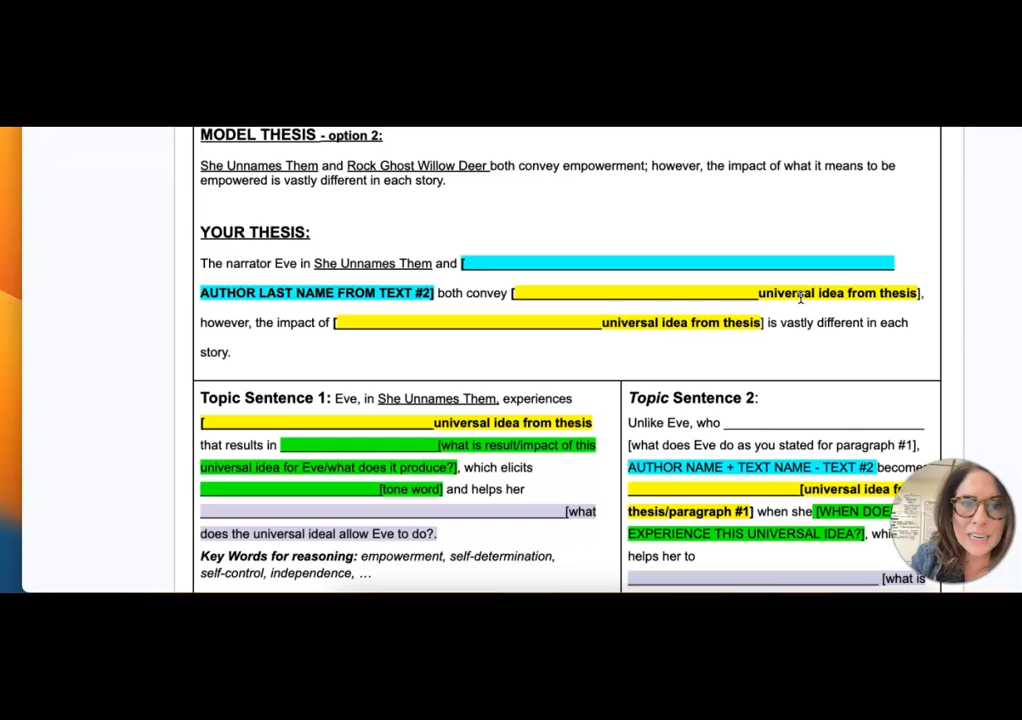 MODEL THESIS - option 2:
She Unnames Them and Rock Ghost Willow Deer both convey empowerment; however, the impact of what it means to be
empowered is vastly different in each story.
YOUR THESIS:
The narrator Eve in She Unnames Them and [
AUTHOR LAST NAME FROM TEXT #2] both convey [ universal idea from thesis],
however, the impact of [ universal idea from thesis] is vastly different in each
story.
Topic Sentence 1: Eve, in She Unnames Them, experiences
[ universal idea from thesis
that results in [what is result/impact of this
universal idea for Eve/what does it produce?], which elicits
[tone word] and helps her
[what
does the universal ideal allow Eve to do?.
Key Words for reasoning: empowerment, self-determination,
self-control, independence, …
Topic Sentence 2:
Unlike Eve, who
[what does Eve do as you stated for paragraph #1],
AUTHOR NAME + TEXT NAME - TEXT #2
[universal idea
thesis/paragraph #1] when she [WHEN
EXPERIENCE THIS UNIVERSAL IDEA?],
helps her to
[what is